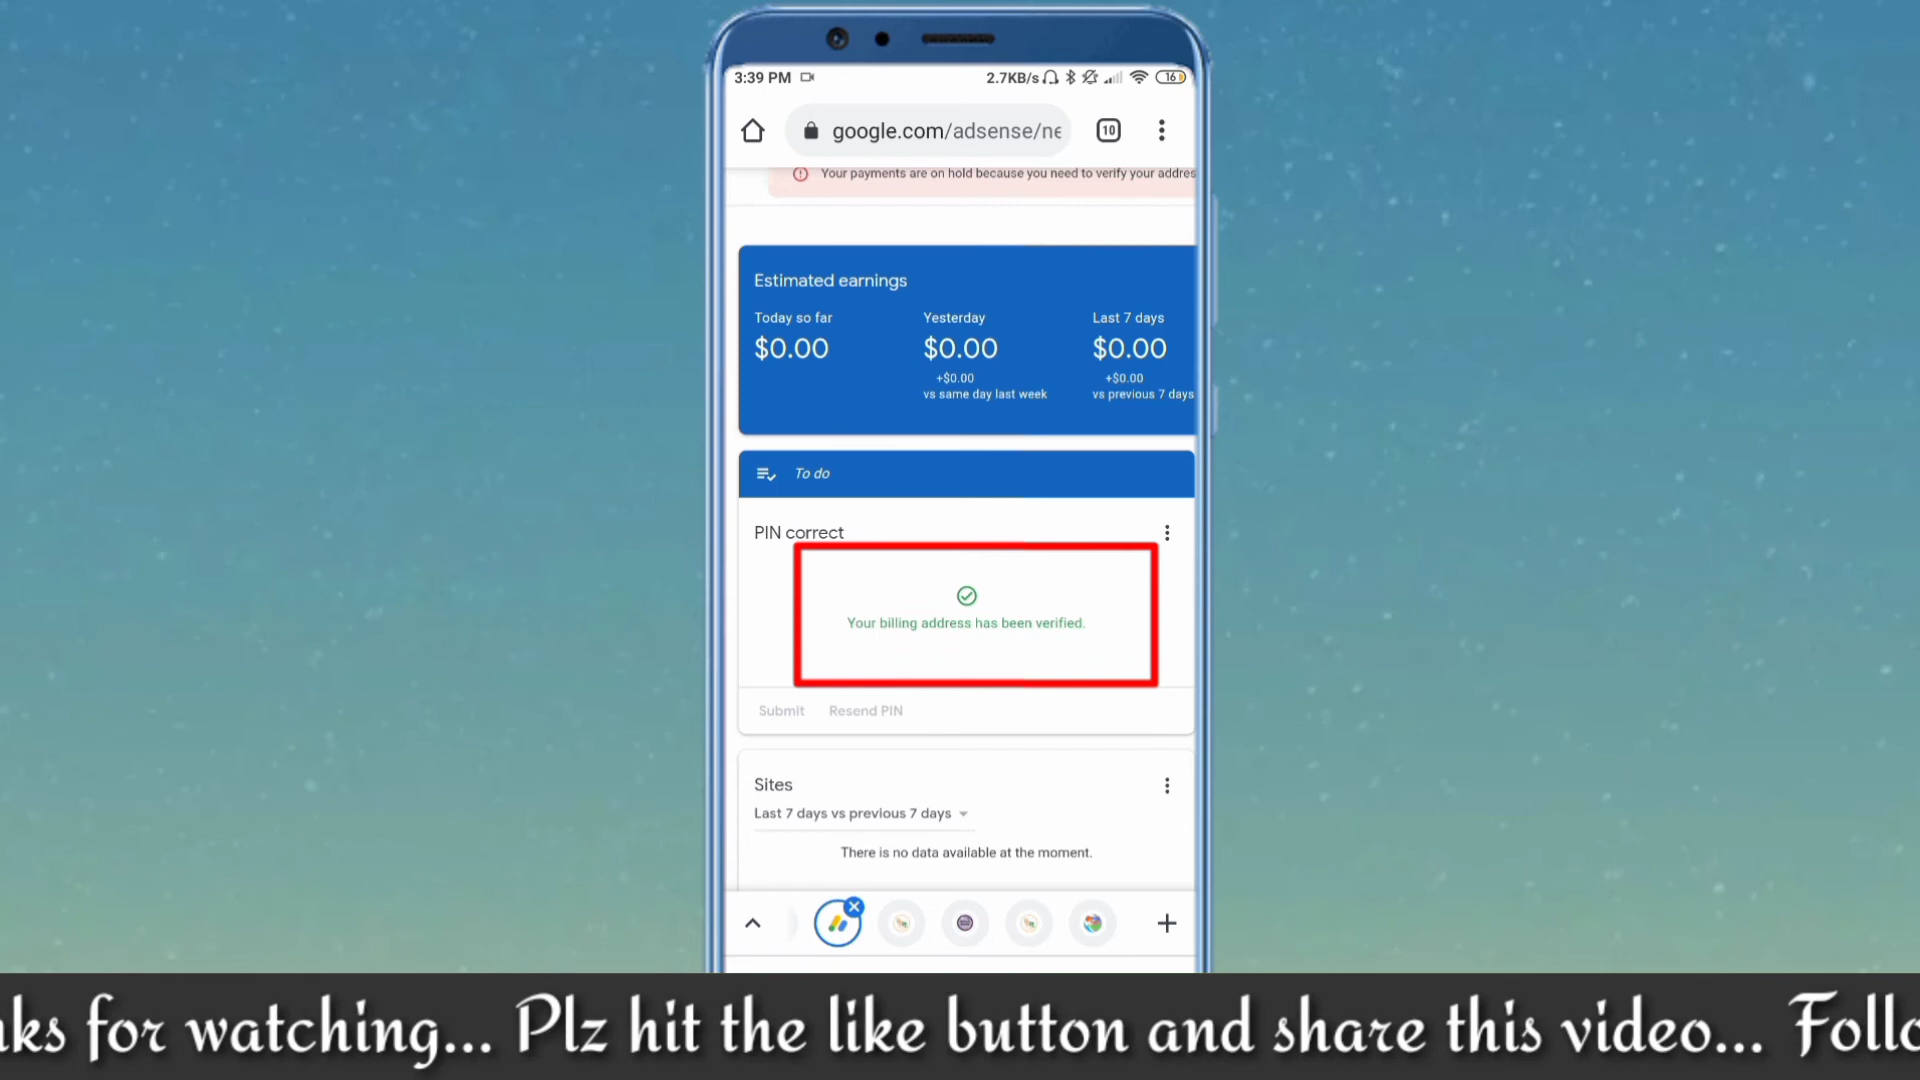 3:39 PM 2.7KB/s 16
google.com/adsense/ne
10
Your payments are on hold because you need to verify your addres
Estimated earnings
Today so far Yesterday Last 7 days
$0.00 $0.00 $0.00
+$0.00 +$0.00
vs same day last week vs previous 7 days
To do
PIN correct
Your billing address has been verified.
Submit Resend PIN
Sites
Last 7 days vs previous 7 days
There is no data available at the moment.
nks for watching... Plz hit the like button and share this video... Follo